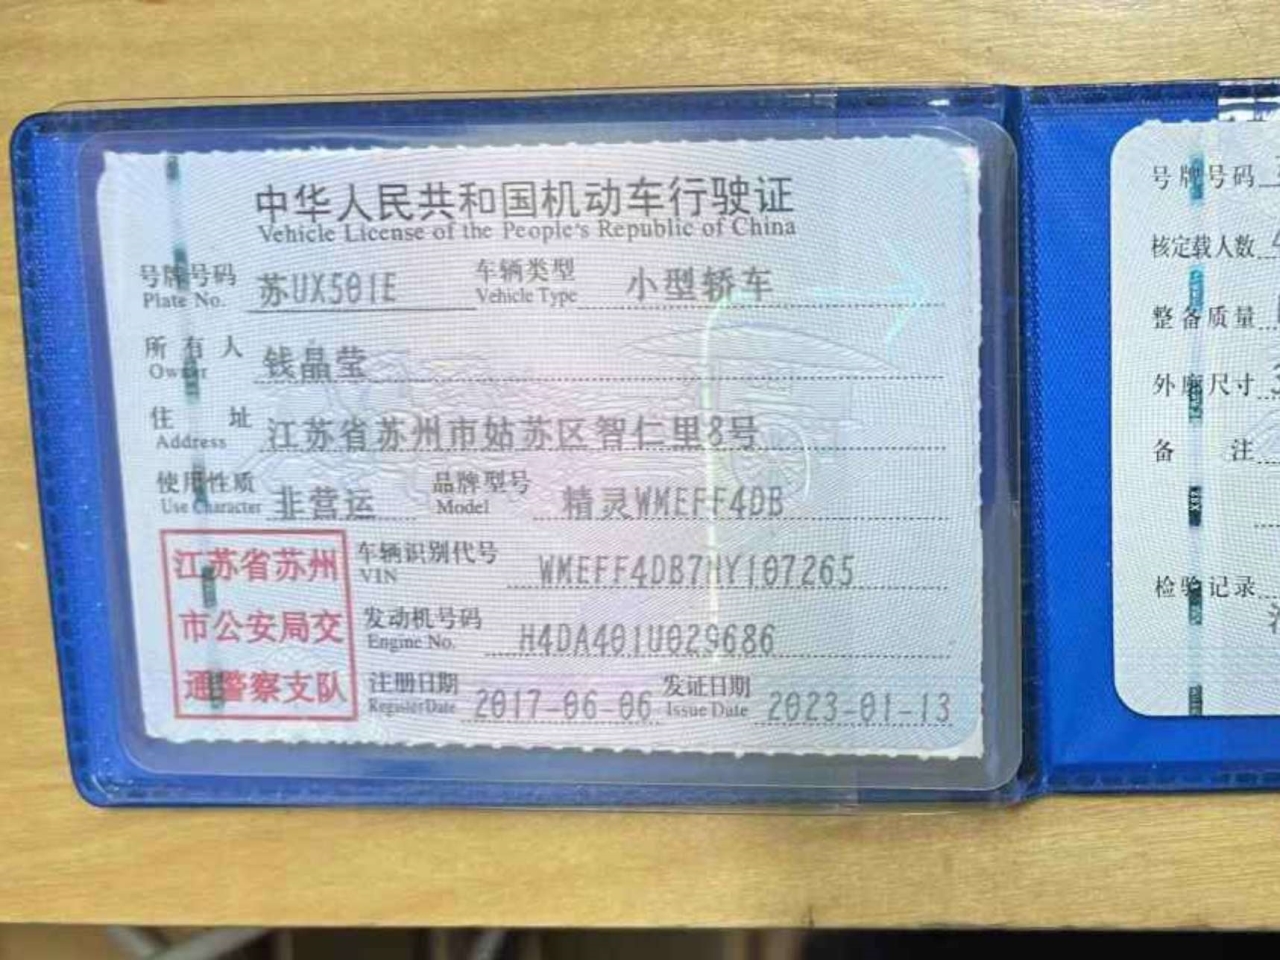 中华人民共和国机动车行驶证
Vehicle License of the People's Republic of China
号牌号码 苏UX501E 车辆类型 小型轿车
Plate No. Vehicle Type
所有人 钱晶莹
Owner
住址 江苏省苏州市姑苏区智仁里8号
Address
使用性质 非营运 品牌型号 精灵WMEFF4DB
Use Character Model
江苏省苏州
市公安局交
通警察支队
车辆识别代号 WMEFF4DB7HY107265
VIN
发动机号码 H4DA401U029686
Engine No.
注册日期 2017-06-06 发证日期 2023-01-13
Register Date Issue Date
号牌号码
核定载人数
整备质量
外廓尺寸
备注
检验记录